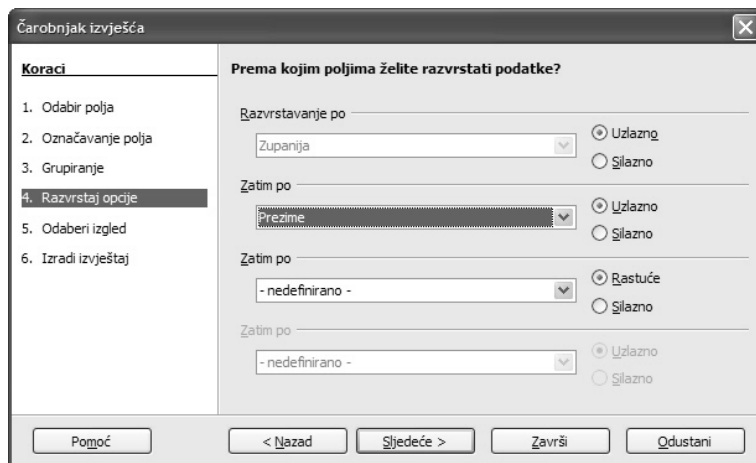 Čarobnjak izvješća
Koraci
1. Odabir polja
2. Označavanje polja
3. Grupiranje
4. Razvrstaj opcije
5. Odaberi izgled
6. Izradi izvještaj
Prema kojim poljima želite razvrstati podatke?
Razvrstavanje po
Zupanija
Uzlazno
Silazno
Zatim po
Prezime
Uzlazno
Silazno
Zatim po
- nedefinirano -
Rastuće
Silazno
Zatim po
- nedefinirano -
Uzlazno
Silazno
Pomoć
< Nazad
Sljedeće >
Završi
Odustani